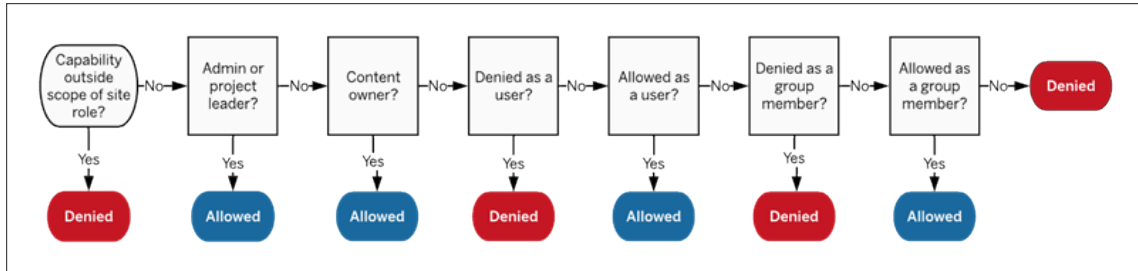 Capability
outside
scope of site
role?
No
Admin or
project
leader?
No
Content
owner?
No
Denied as a
user?
No
Allowed as
a user?
No
Denied as a
group
member?
No
Allowed as
a group
member?
No
Denied
Yes
Yes
Yes
Yes
Yes
Yes
Yes
Denied
Allowed
Allowed
Denied
Allowed
Denied
Allowed